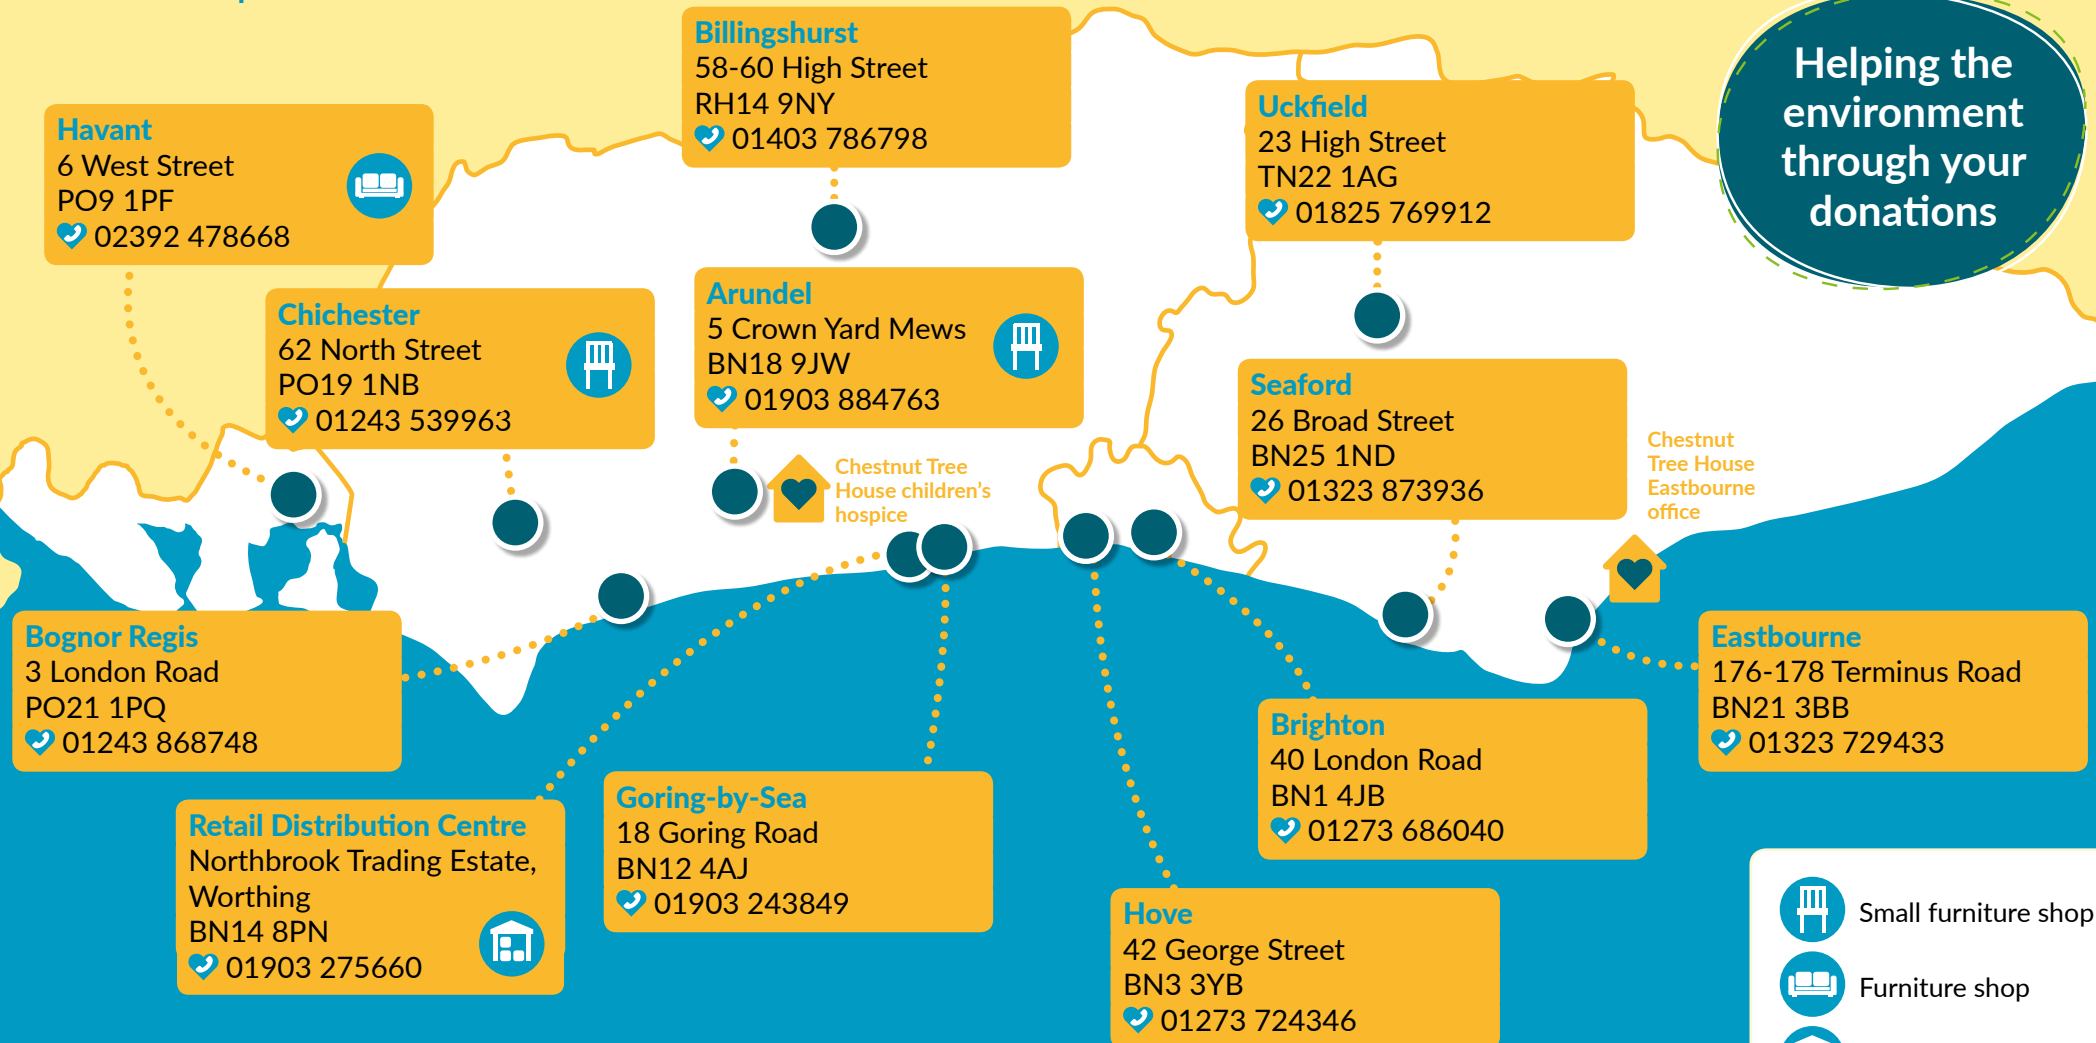 Billingshurst
58-60 High Street
RH14 9NY
01403 786798
Helping the
environment
through your
donations
Havant
6 West Street
PO9 1PF
02392 478668
Uckfield
23 High Street
TN22 1AG
01825 769912
Chichester
62 North Street
PO19 1NB
01243 539963
Arundel
5 Crown Yard Mews
BN18 9JW
01903 884763
Seaford
26 Broad Street
BN25 1ND
01323 873936
Chestnut Tree
House children's
hospice
Chestnut
Tree House
Eastbourne
office
Bognor Regis
3 London Road
PO21 1PQ
01243 868748
Eastbourne
176-178 Terminus Road
BN21 3BB
01323 729433
Brighton
40 London Road
BN1 4JB
01273 686040
Retail Distribution Centre
Northbrook Trading Estate,
Worthing
BN14 8PN
01903 275660
Goring-by-Sea
18 Goring Road
BN12 4AJ
01903 243849
Hove
42 George Street
BN3 3YB
01273 724346
Small furniture shop
Furniture shop